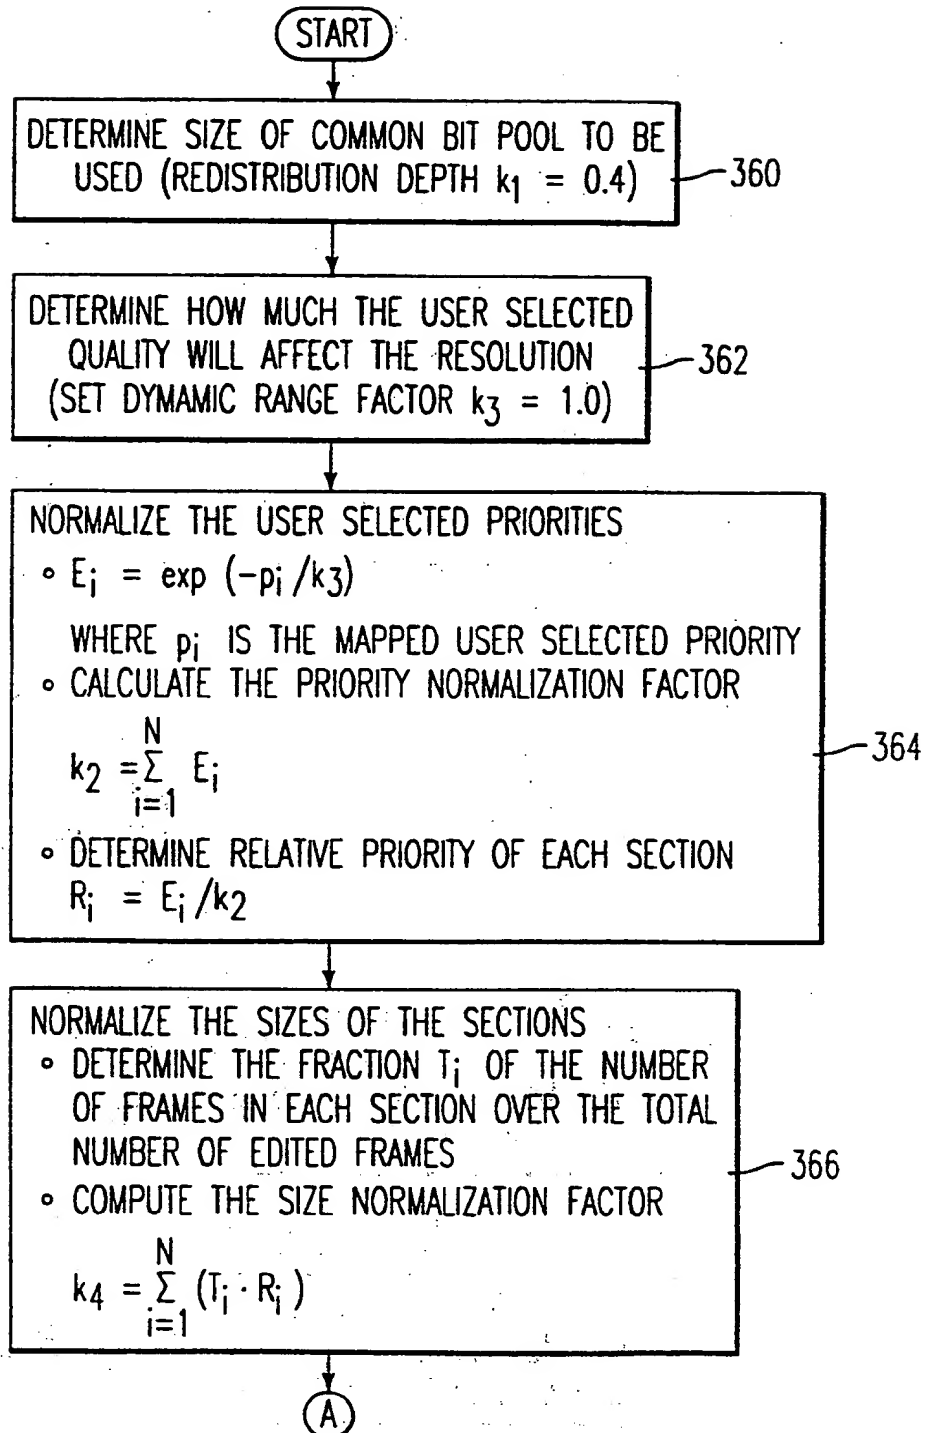 START
DETERMINE SIZE OF COMMON BIT POOL TO BE
USED (REDISTRIBUTION DEPTH k1 = 0.4)
360
DETERMINE HOW MUCH THE USER SELECTED
QUALITY WILL AFFECT THE RESOLUTION
(SET DYMAMIC RANGE FACTOR k3 = 1.0)
362
NORMALIZE THE USER SELECTED PRIORITIES
∘ Ei = exp (-pi /k3)
WHERE pi IS THE MAPPED USER SELECTED PRIORITY
∘ CALCULATE THE PRIORITY NORMALIZATION FACTOR
N
k2 = Σ Ei
i=1
364
∘ DETERMINE RELATIVE PRIORITY OF EACH SECTION
Ri = Ei /k2
NORMALIZE THE SIZES OF THE SECTIONS
∘ DETERMINE THE FRACTION Ti OF THE NUMBER
OF FRAMES IN EACH SECTION OVER THE TOTAL
NUMBER OF EDITED FRAMES
366
∘ COMPUTE THE SIZE NORMALIZATION FACTOR
N
k4 = Σ (Ti · Ri )
i=1
A